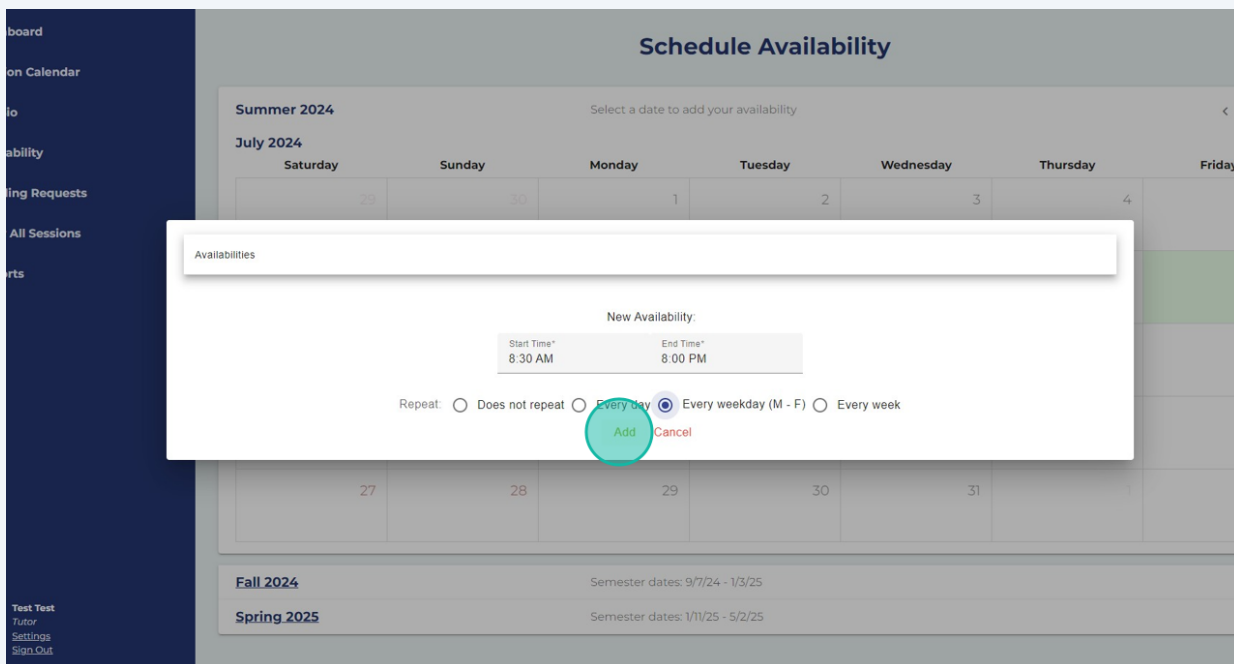 board
on Calendar
io
ability
ling Requests
All Sessions
rts
Test Test
Tutor
Settings
Sign Out
Schedule Availability
Summer 2024 Select a date to add your availability <
July 2024
Saturday Sunday Monday Tuesday Wednesday Thursday Friday
29 30 1 2 3 4
Availabilities
New Availability:
Start Time* End Time*
8:30 AM 8:00 PM
Repeat: Does not repeat Every day Every weekday (M - F) Every week
Add Cancel
27 28 29 30 31 1
Fall 2024 Semester dates: 9/7/24 - 1/3/25
Spring 2025 Semester dates: 1/11/25 - 5/2/25